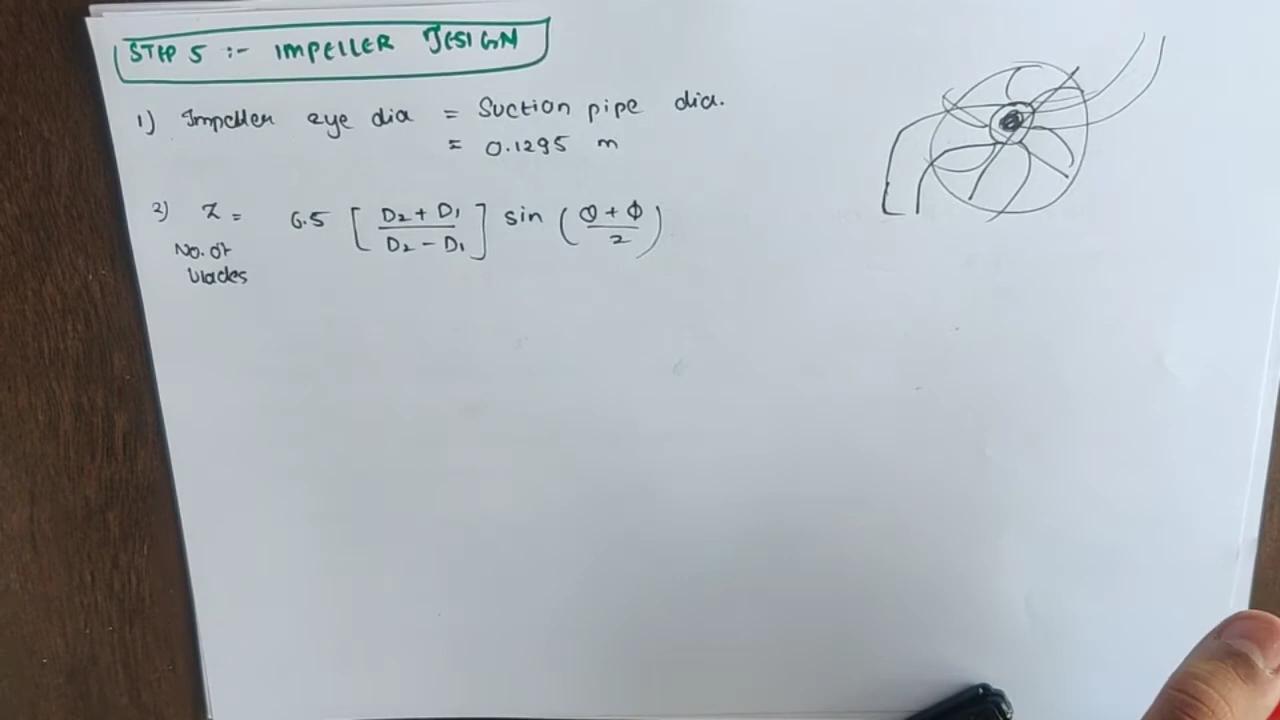 STEP 5 :- IMPELLER DESIGN
1) Impeller eye dia = Suction pipe dia.
= 0.1295 m
2) Z = 6.5 [ (D₂ + D₁) / (D₂ - D₁) ] sin ( (θ + Φ) / 2 )
No. of
blades